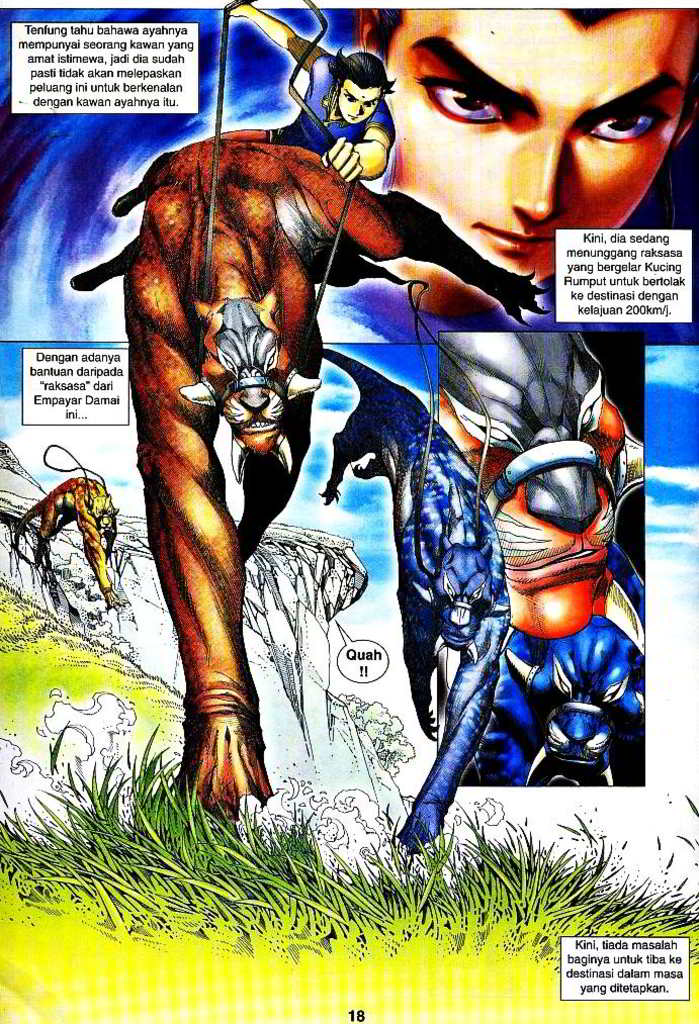 Tenfung tahu bahawa ayahnya
mempunyai seorang kawan yang
amat istimewa, jadi dia sudah
pasti tidak akan melepaskan
peluang ini untuk berkenalan
dengan kawan ayahnya itu.
Kini, dia sedang
menunggang raksasa
yang bergelar Kucing
Rumput untuk bertolak
ke destinasi dengan
kelajuan 200km/j.
Dengan adanya
bantuan daripada
"raksasa" dari
Empayar Damai
ini...
Quah
!!
Kini, tiada masalah
baginya untuk tiba ke
destinasi dalam masa
yang ditetapkan.
18